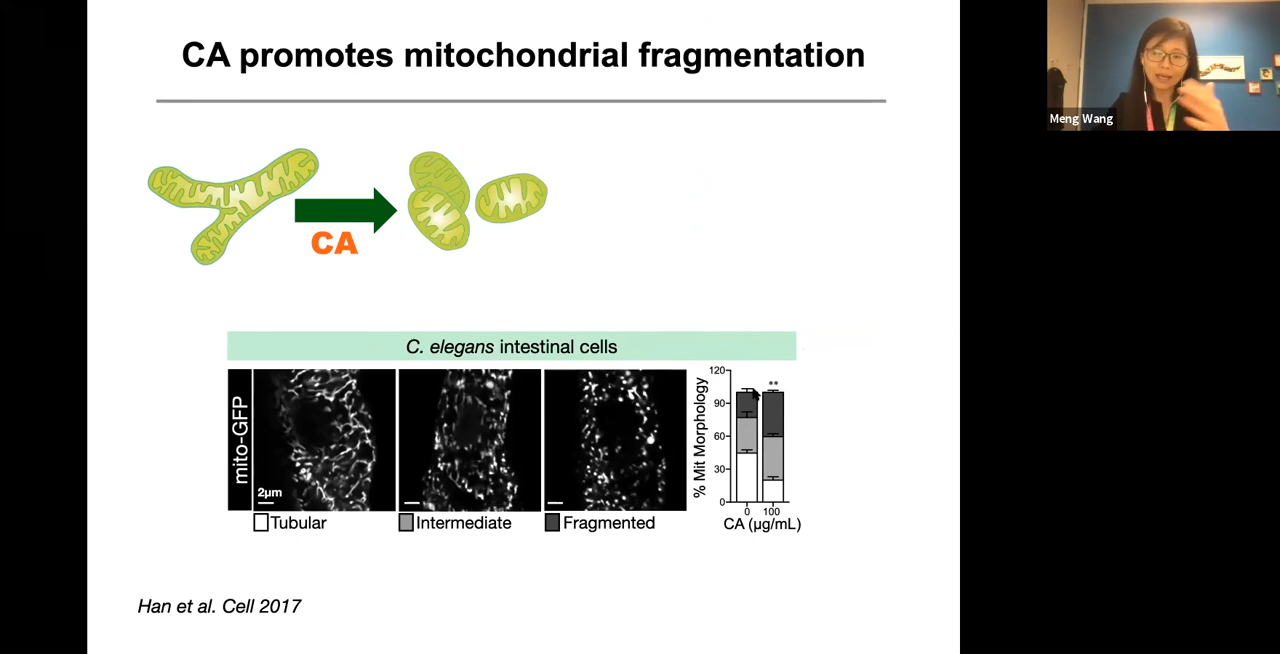 CA promotes mitochondrial fragmentation
Meng Wang
CA
C. elegans intestinal cells
mito-GFP
2μm
Tubular
Intermediate
Fragmented
% Mit Morphology
120
90
60
30
0
**
0 100
CA (μg/mL)
Han et al. Cell 2017